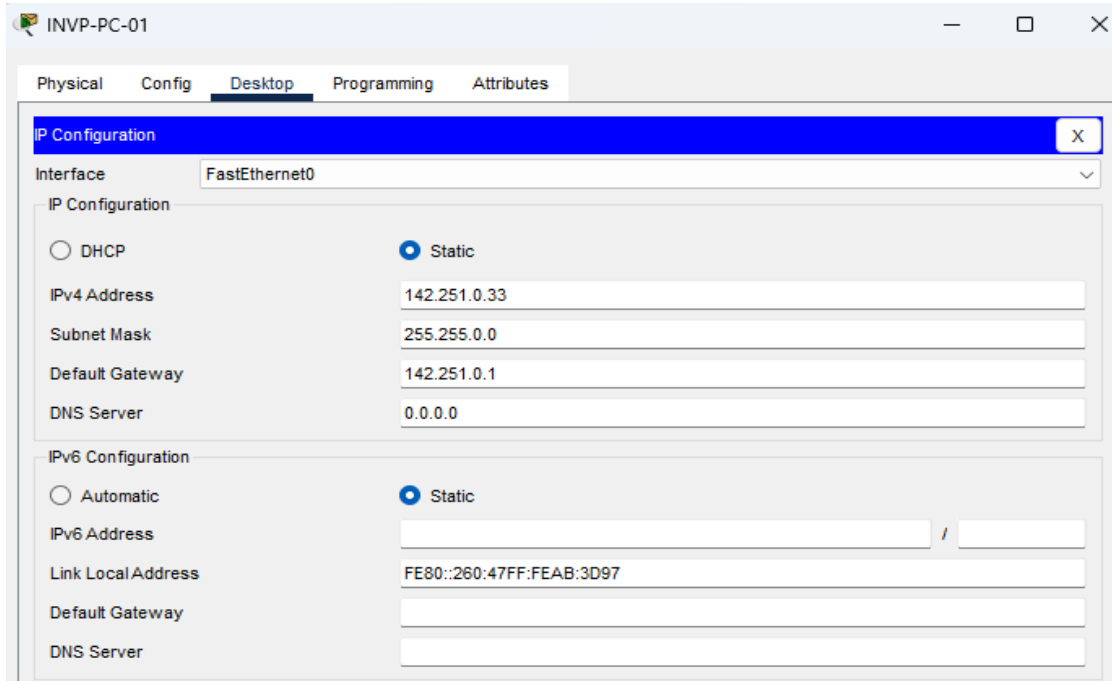 INVP-PC-01
Physical Config Desktop Programming Attributes
IP Configuration X
Interface FastEthernet0
IP Configuration
DHCP Static
IPv4 Address 142.251.0.33
Subnet Mask 255.255.0.0
Default Gateway 142.251.0.1
DNS Server 0.0.0.0
IPv6 Configuration
Automatic Static
IPv6 Address /
Link Local Address FE80::260:47FF:FEAB:3D97
Default Gateway
DNS Server